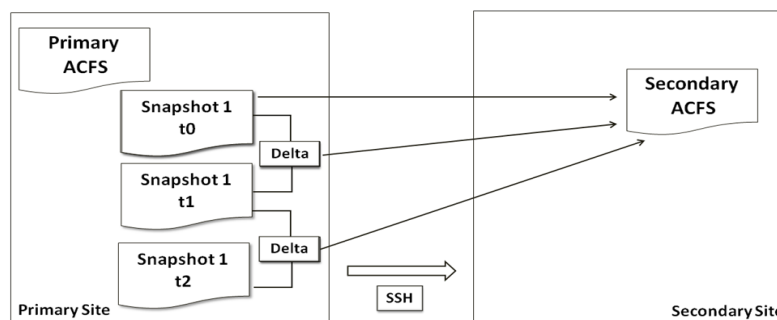 Primary
ACFS
Snapshot 1
t0
Delta
Snapshot 1
t1
Delta
Snapshot 1
t2
Primary Site
SSH
Secondary
ACFS
Secondary Site